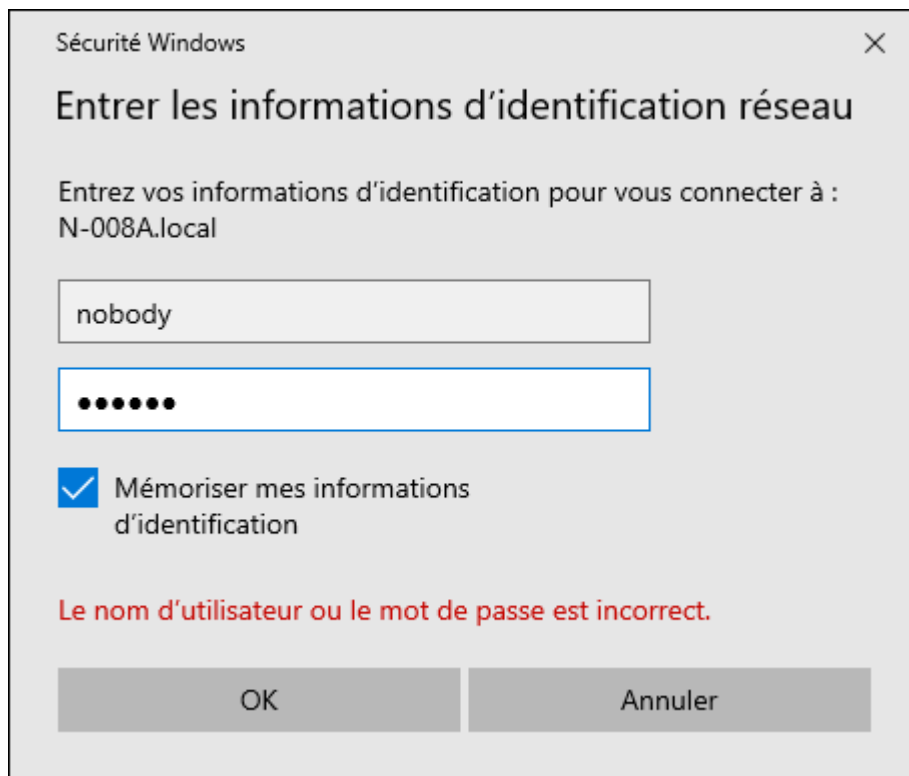 Sécurité Windows
Entrer les informations d’identification réseau
Entrez vos informations d’identification pour vous connecter à :
N-008A.local
nobody
●●●●●●
Mémoriser mes informations
d’identification
Le nom d’utilisateur ou le mot de passe est incorrect.
OK
Annuler